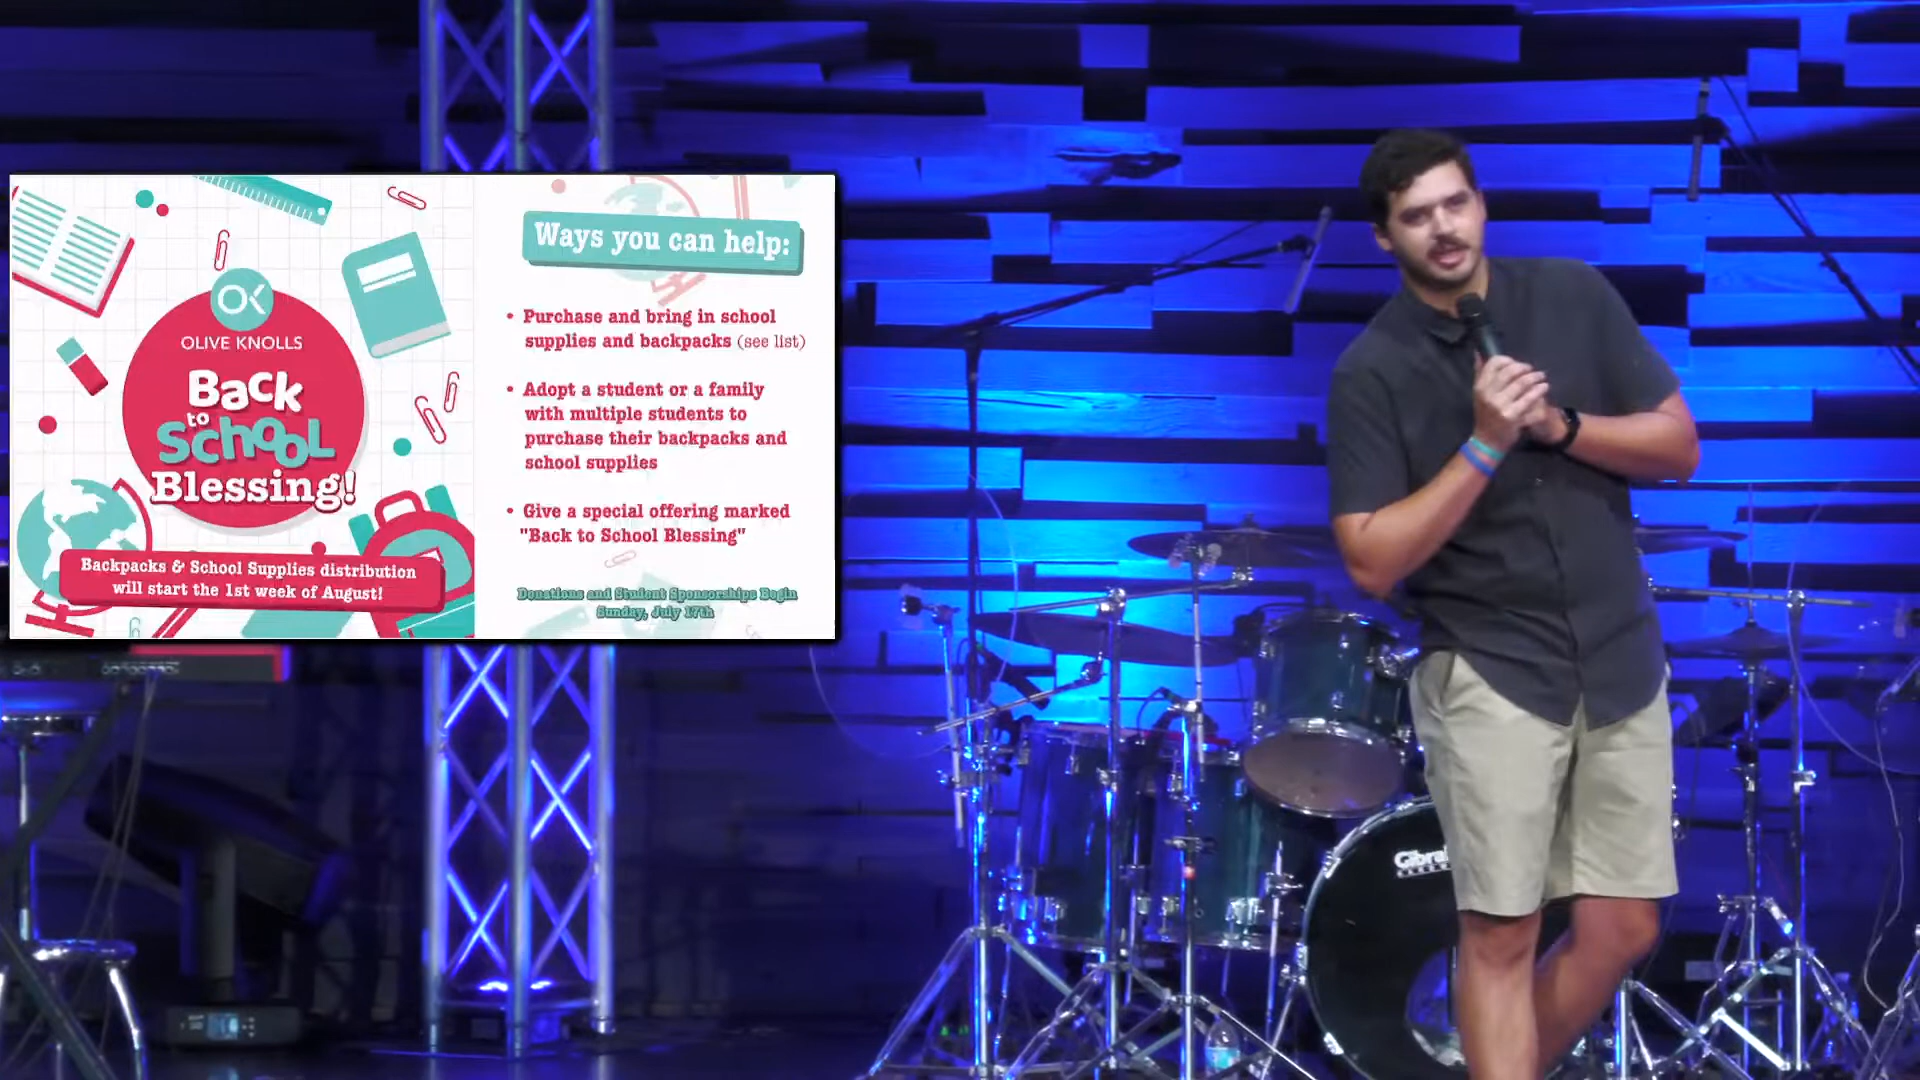 OK
OLIVE KNOLLS
Back
to
School
Blessing!
Backpacks & School Supplies distribution
will start the 1st week of August!
Ways you can help:
• Purchase and bring in school
supplies and backpacks (see list)
• Adopt a student or a family
with multiple students to
purchase their backpacks and
school supplies
• Give a special offering marked
"Back to School Blessing"
Donations and Student Sponsorships Begin
Sunday, July 17th